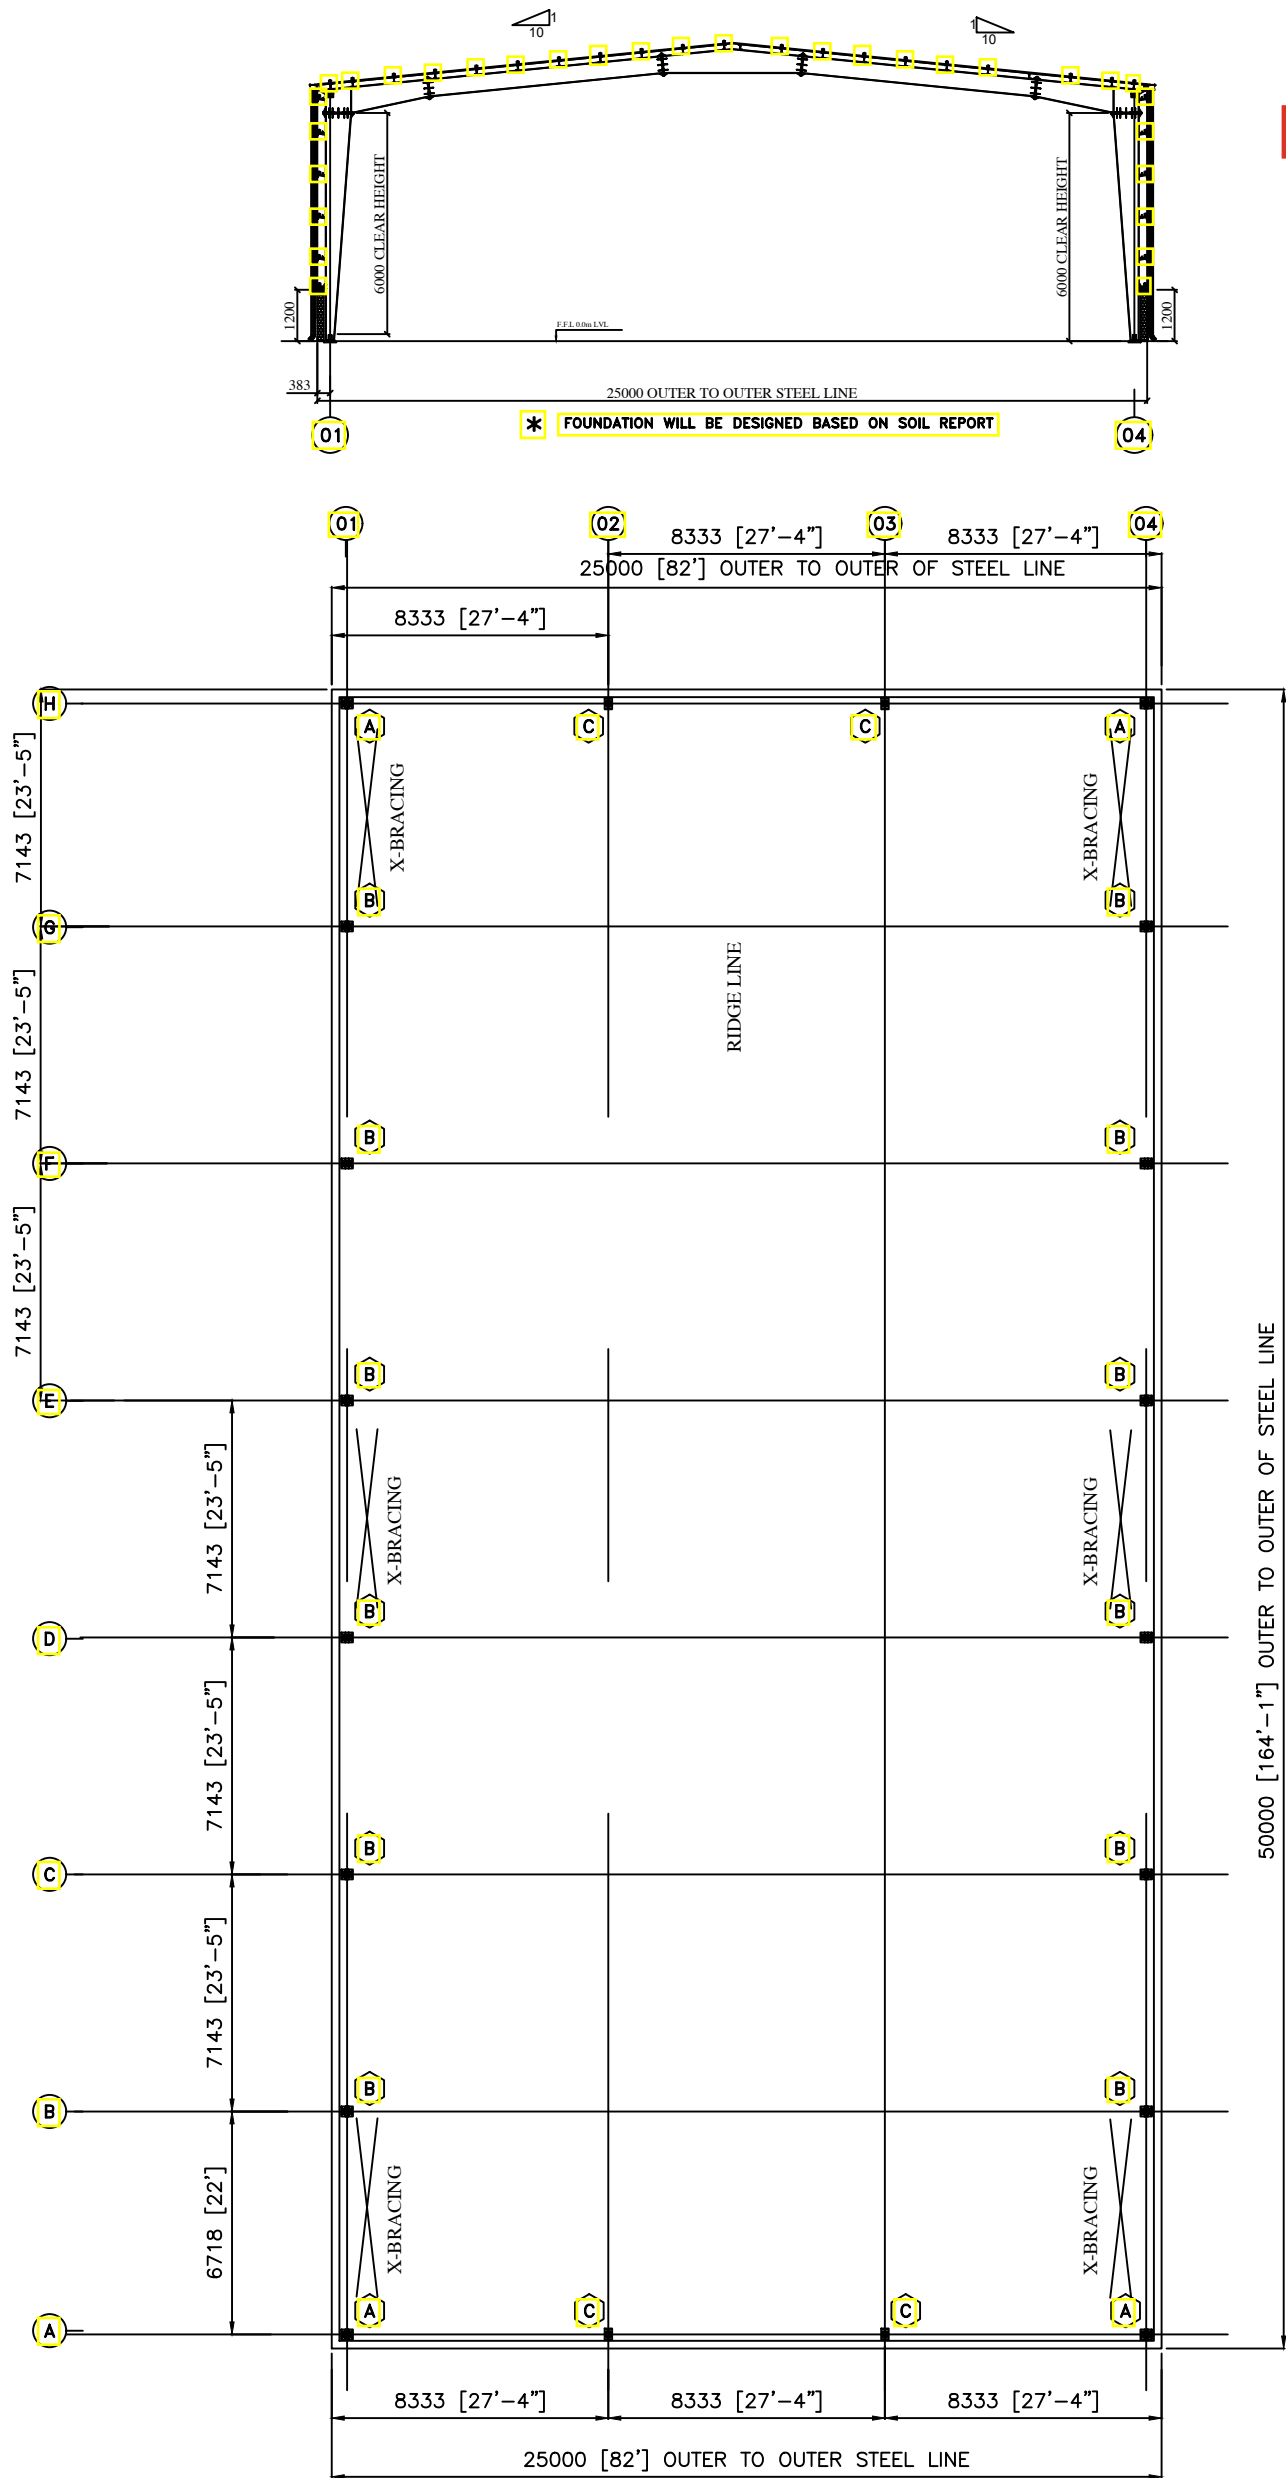 1
10
1
10
6000 CLEAR HEIGHT
6000 CLEAR HEIGHT
1200
1200
F.F.L 0.0m LVL
383
25000 OUTER TO OUTER STEEL LINE
* FOUNDATION WILL BE DESIGNED BASED ON SOIL REPORT
01
04
01
02
03
04
8333 [27'-4"]
8333 [27'-4"]
25000 [82'] OUTER TO OUTER OF STEEL LINE
8333 [27'-4"]
H
A
C
C
A
7143 [23'-5"]
X-BRACING
X-BRACING
B
B
G
RIDGE LINE
7143 [23'-5"]
B
B
F
7143 [23'-5"]
B
B
E
7143 [23'-5"]
X-BRACING
X-BRACING
50000 [164'-1"] OUTER TO OUTER OF STEEL LINE
B
B
D
7143 [23'-5"]
B
B
C
7143 [23'-5"]
B
B
B
6718 [22']
X-BRACING
X-BRACING
A
C
C
A
A
8333 [27'-4"]
8333 [27'-4"]
8333 [27'-4"]
25000 [82'] OUTER TO OUTER STEEL LINE